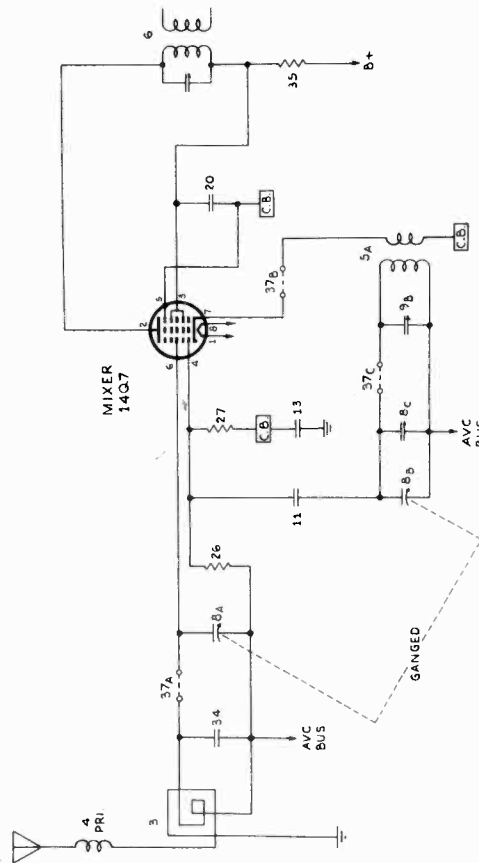 4
PRI.
3
34
37A
8A
AVC
BUS
26
27
C.B.
13
11
GANGED
MIXER
14Q7
6
4
2
5
3
7
8
1
20
C.B.
37B
37C
8B
8C
9B
5A
C.B.
AVC
BUS
6
35
B+